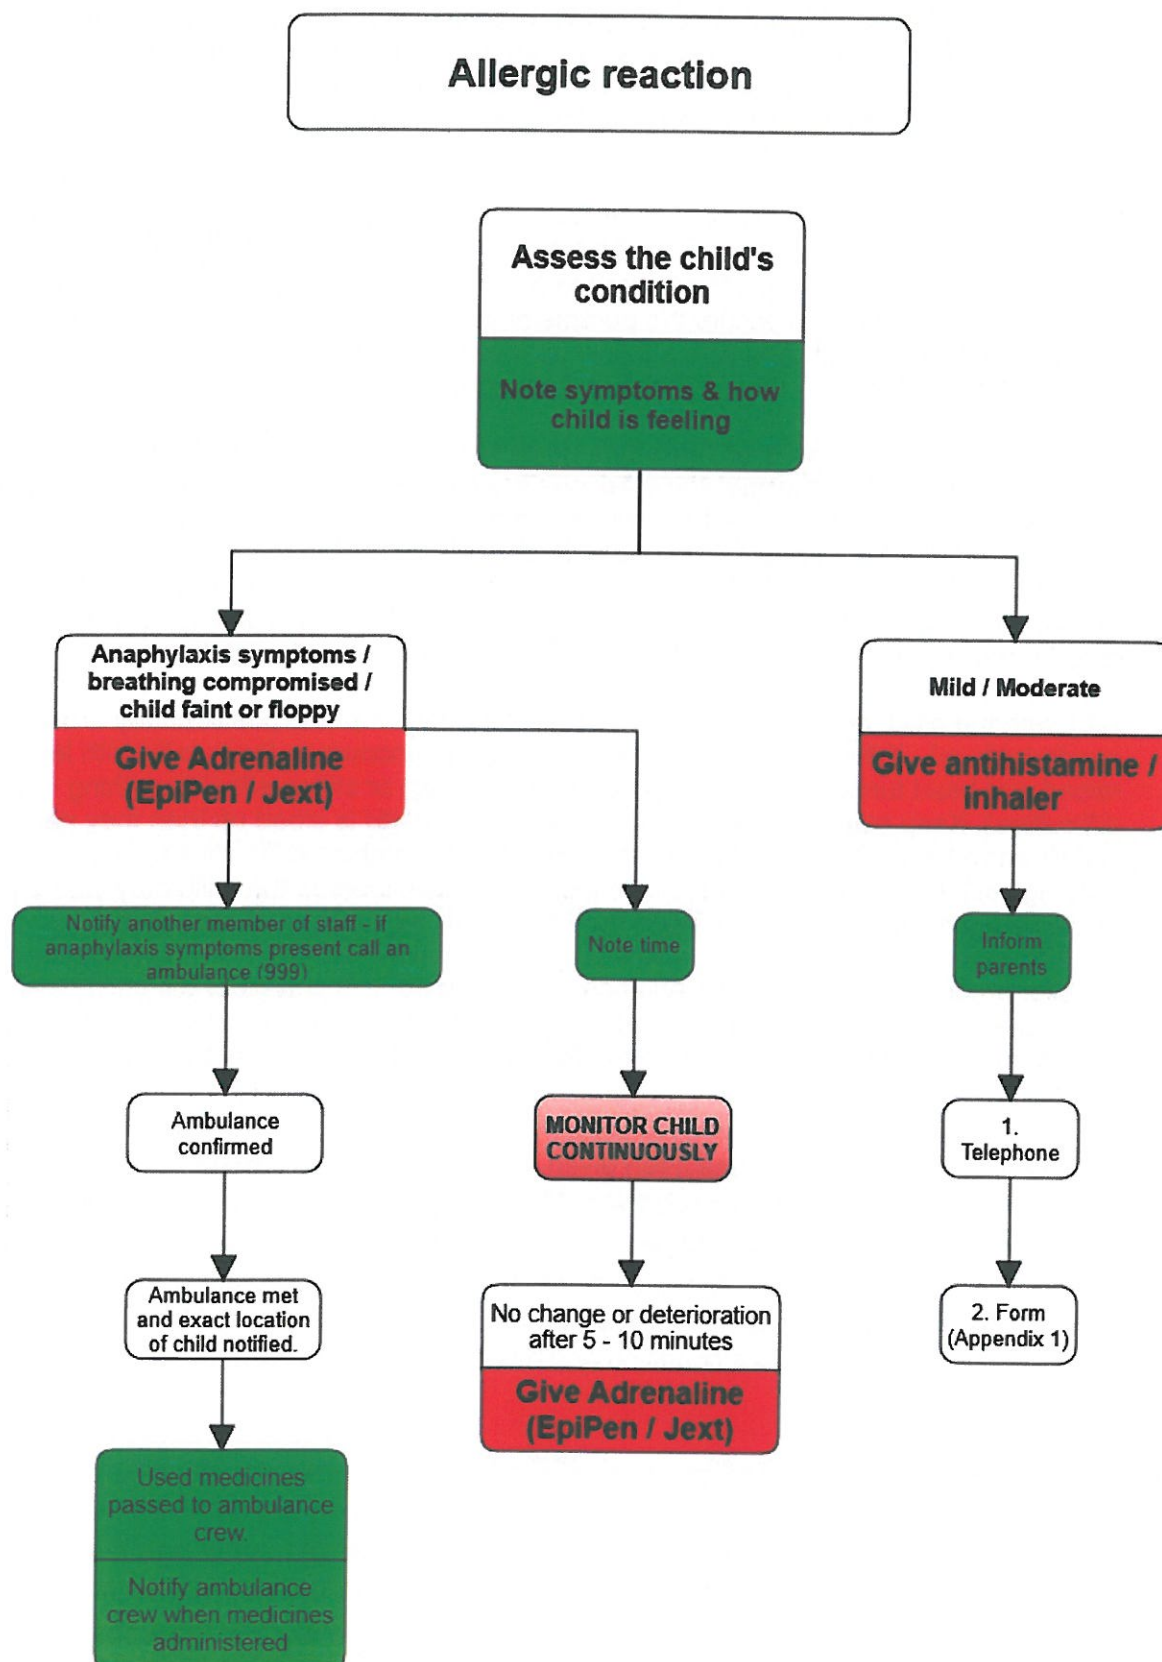 Allergic reaction
Assess the child's
condition
Note symptoms & how
child is feeling
Anaphylaxis symptoms /
breathing compromised /
child faint or floppy
Give Adrenaline
(EpiPen / Jext)
Mild / Moderate
Give antihistamine /
inhaler
Notify another member of staff - if
anaphylaxis symptoms present call an
ambulance (999)
Note time
Inform
parents
Ambulance
confirmed
MONITOR CHILD
CONTINUOUSLY
1.
Telephone
Ambulance met
and exact location
of child notified.
No change or deterioration
after 5 - 10 minutes
Give Adrenaline
(EpiPen / Jext)
2. Form
(Appendix 1)
Used medicines
passed to ambulance
crew.
Notify ambulance
crew when medicines
administered